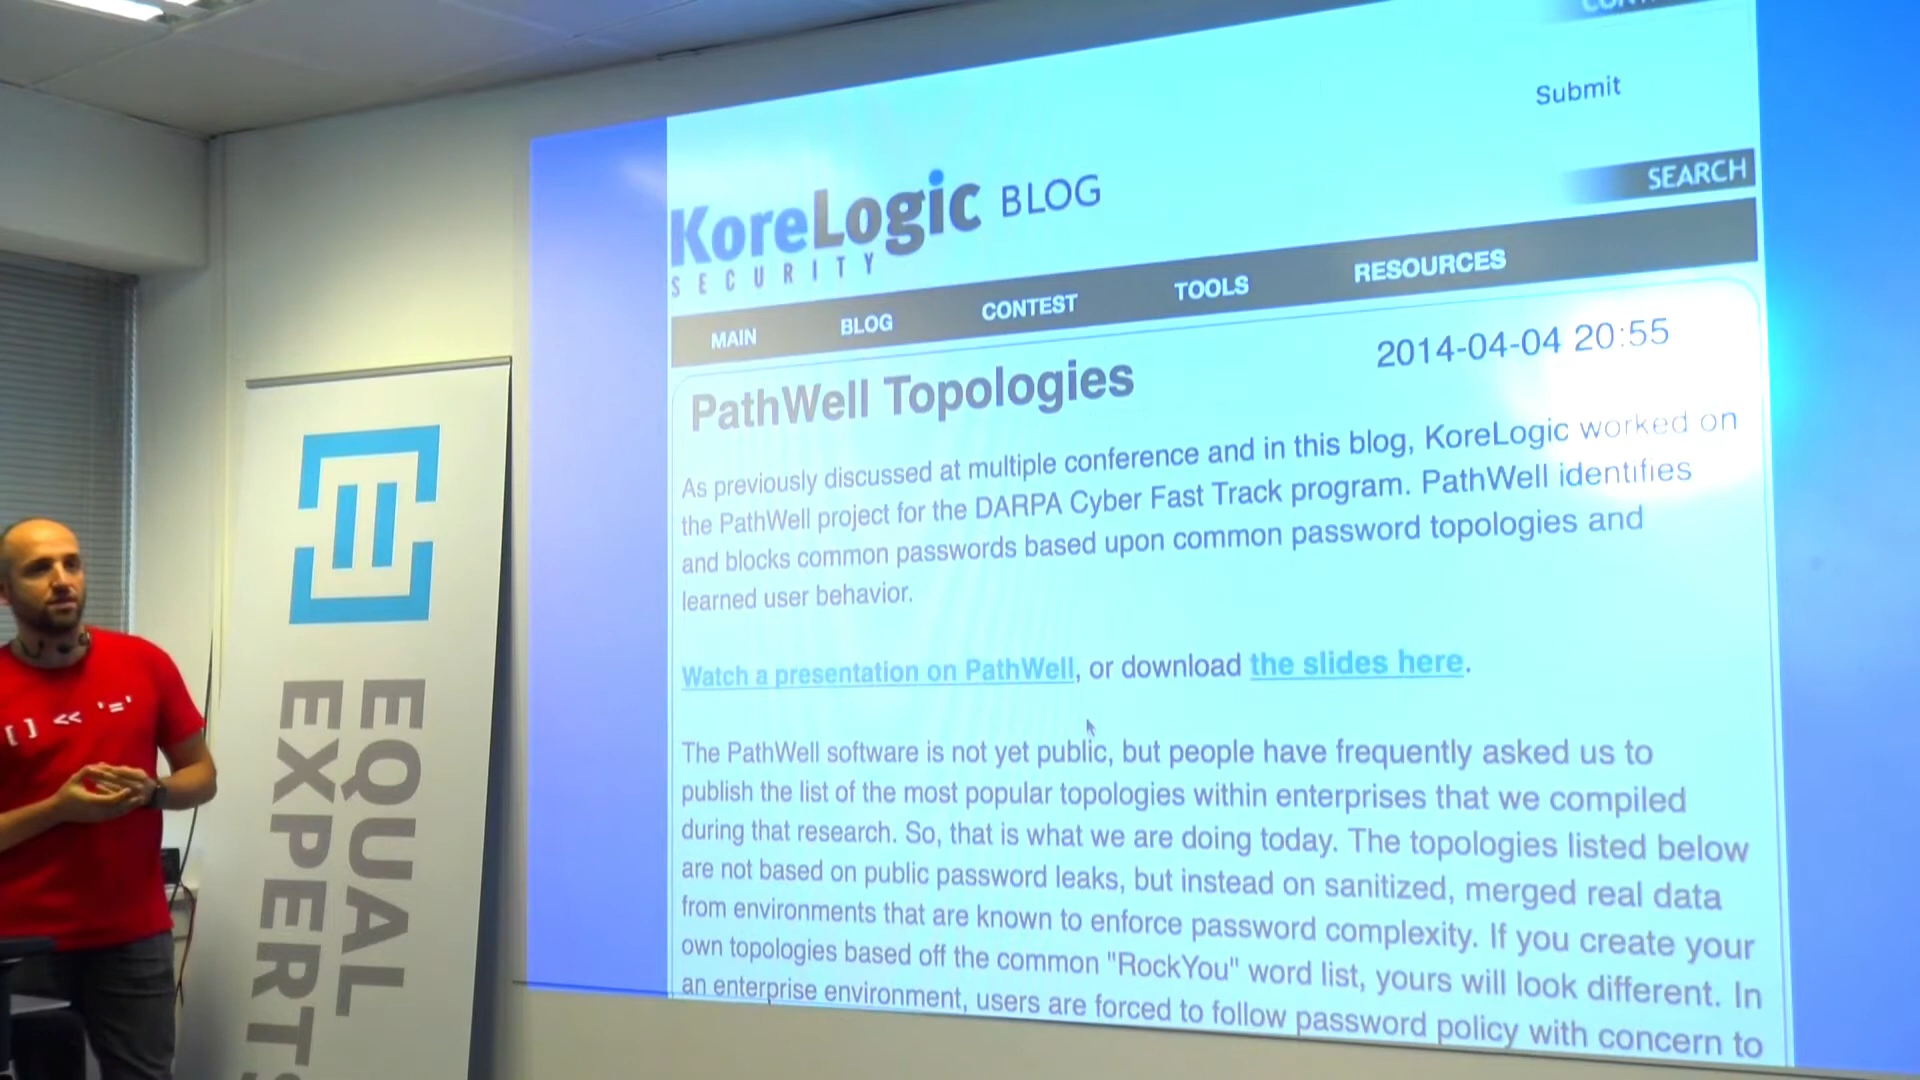 Submit
SEARCH
KoreLogic BLOG
SECURITY
MAIN BLOG CONTEST TOOLS RESOURCES
PathWell Topologies
2014-04-04 20:55
As previously discussed at multiple conference and in this blog, KoreLogic worked on
the PathWell project for the DARPA Cyber Fast Track program. PathWell identifies
and blocks common passwords based upon common password topologies and
learned user behavior.
Watch a presentation on PathWell, or download the slides here.
The PathWell software is not yet public, but people have frequently asked us to
publish the list of the most popular topologies within enterprises that we compiled
during that research. So, that is what we are doing today. The topologies listed below
are not based on public password leaks, but instead on sanitized, merged real data
from environments that are known to enforce password complexity. If you create your
own topologies based off the common "RockYou" word list, yours will look different. In
an enterprise environment, users are forced to follow password policy with concern to
EQUAL
EXPERTS
[ ] << '='